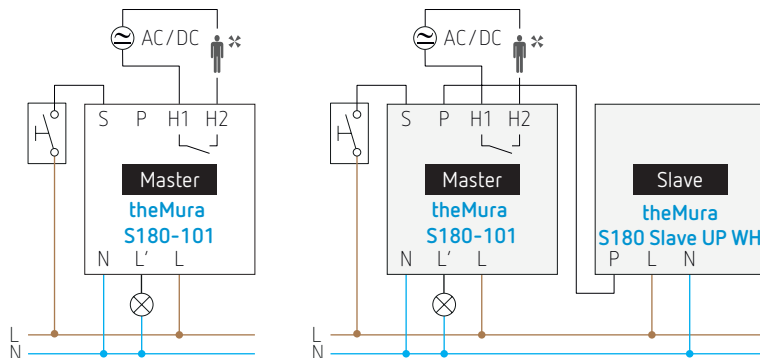 AC/DC
S P H1 H2
Master
theMura
S180-101
N L' L
L
N
AC/DC
S P H1 H2
Master
theMura
S180-101
N L' L
Slave
theMura
S180 Slave UP WH
P L N
L
N